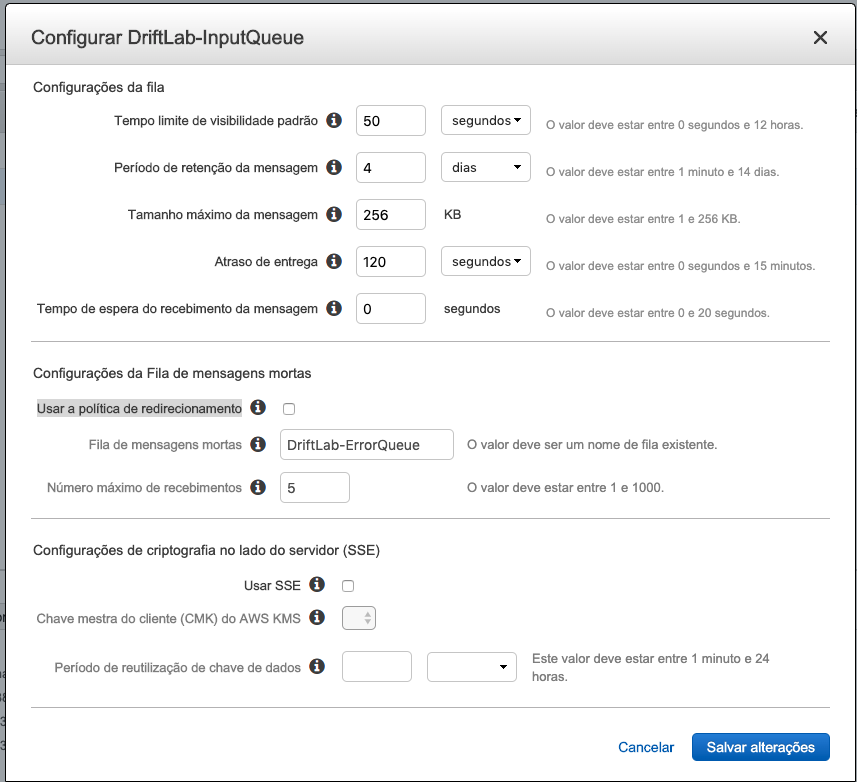 Configurar DriftLab-InputQueue
Configurações da fila
Tempo limite de visibilidade padrão 50 segundos O valor deve estar entre 0 segundos e 12 horas.
Período de retenção da mensagem 4 dias O valor deve estar entre 1 minuto e 14 dias.
Tamanho máximo da mensagem 256 KB O valor deve estar entre 1 e 256 KB.
Atraso de entrega 120 segundos O valor deve estar entre 0 segundos e 15 minutos.
Tempo de espera do recebimento da mensagem 0 segundos O valor deve estar entre 0 e 20 segundos.
Configurações da Fila de mensagens mortas
Usar a política de redirecionamento
Fila de mensagens mortas DriftLab-ErrorQueue O valor deve ser um nome de fila existente.
Número máximo de recebimentos 5 O valor deve estar entre 1 e 1000.
Configurações de criptografia no lado do servidor (SSE)
Usar SSE
Chave mestra do cliente (CMK) do AWS KMS
Período de reutilização de chave de dados Este valor deve estar entre 1 minuto e 24
horas.
Cancelar Salvar alterações